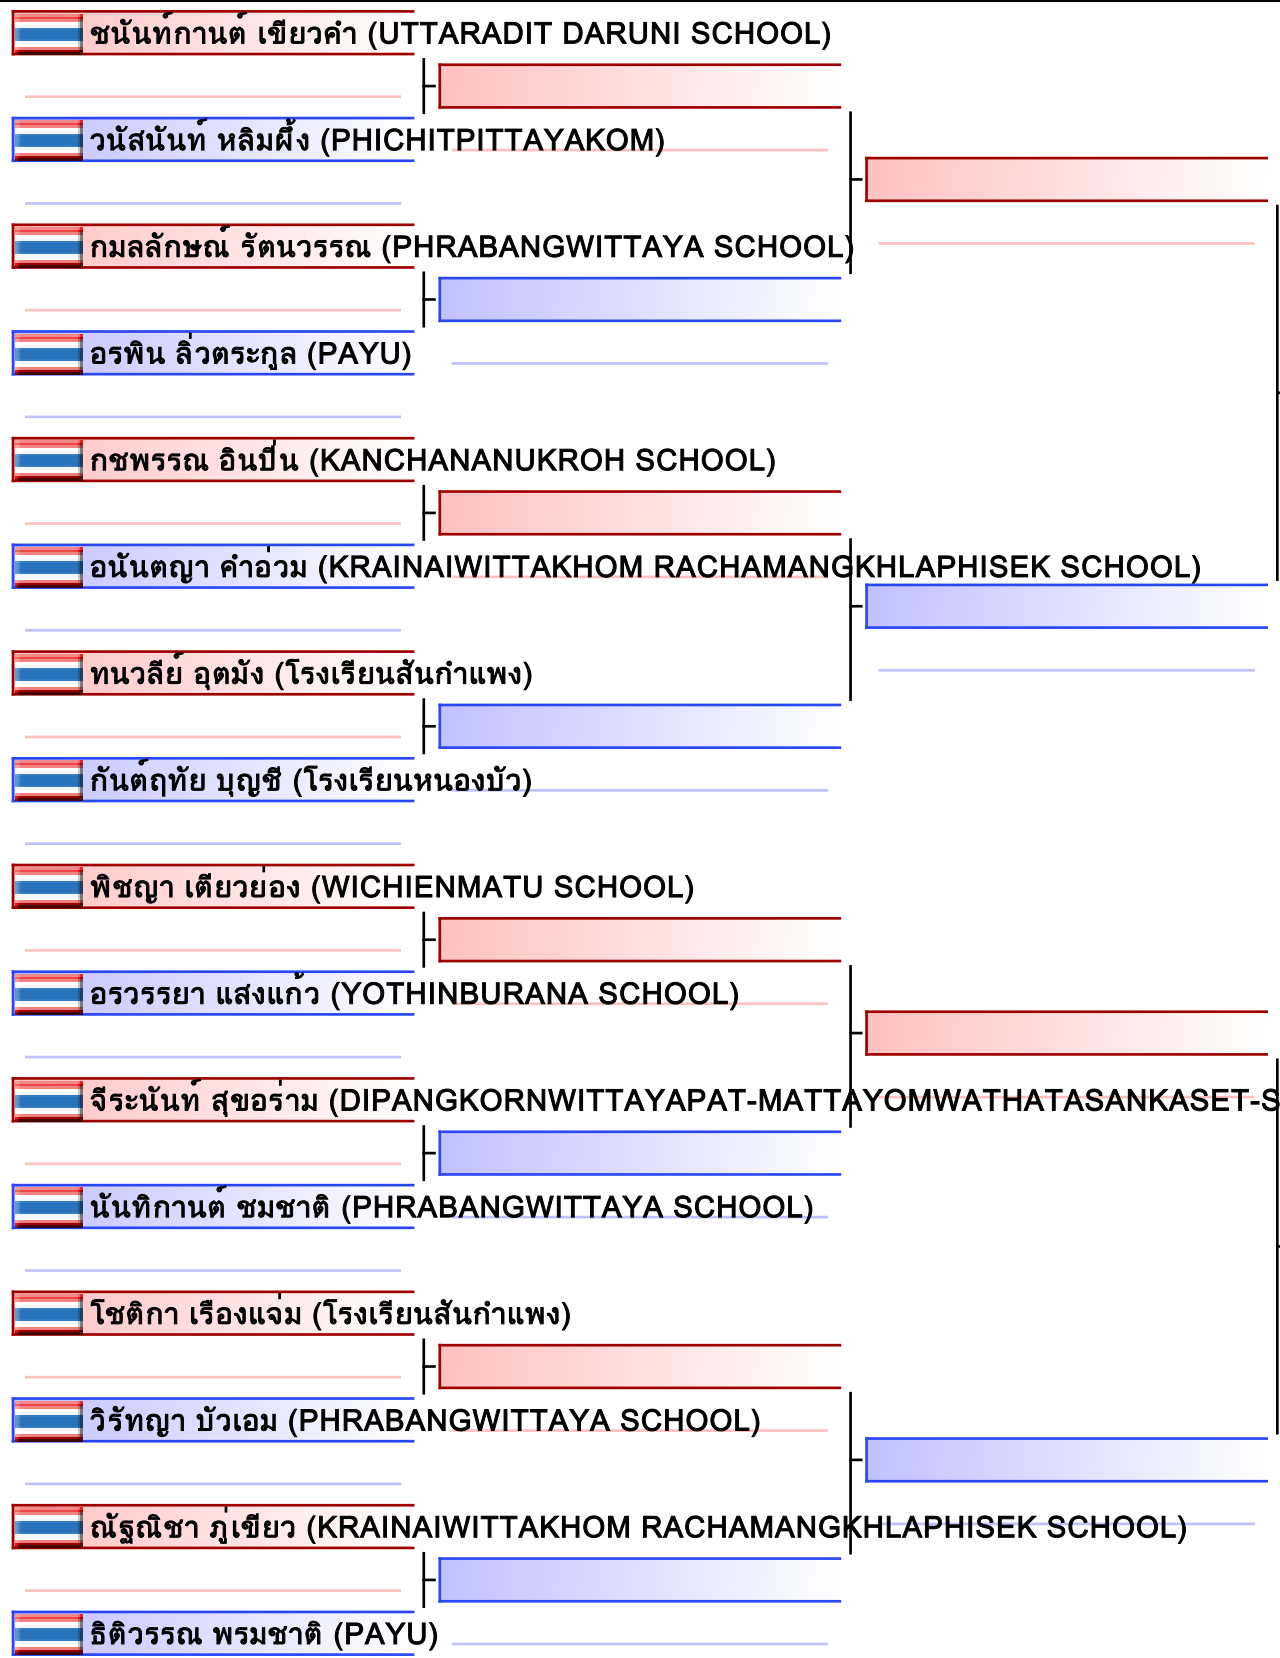 ชนันท์กานต์ เขียวคำ (UTTARADIT DARUNI SCHOOL)
วนัสนันท์ หลิมผึ้ง (PHICHITPITTAYAKOM)
กมลลักษณ์ รัตนวรรณ (PHRABANGWITTAYA SCHOOL)
อรพิน ลิ่วตระกูล (PAYU)
กชพรรณ อินปั่น (KANCHANANUKROH SCHOOL)
อนันตญา คำอ่วม (KRAINAIWITTAKHOM RACHAMANGKHLAPHISEK SCHOOL)
ทนวลีย์ อุตมัง (โรงเรียนสันกำแพง)
กันต์ฤทัย บุญชี (โรงเรียนหนองบัว)
พิชญา เตียวย่อง (WICHIENMATU SCHOOL)
อรวรรยา แสงแก้ว (YOTHINBURANA SCHOOL)
จีระนันท์ สุขอร่าม (DIPANGKORNWITTAYAPAT-MATTAYOMWATHATASANKASET-S
นันทิกานต์ ชมชาติ (PHRABANGWITTAYA SCHOOL)
โชติกา เรืองแจ่ม (โรงเรียนสันกำแพง)
วิรัทญา บัวเอม (PHRABANGWITTAYA SCHOOL)
ณัฐณิชา ภู่เขียว (KRAINAIWITTAKHOM RACHAMANGKHLAPHISEK SCHOOL)
ธิติวรรณ พรมชาติ (PAYU)